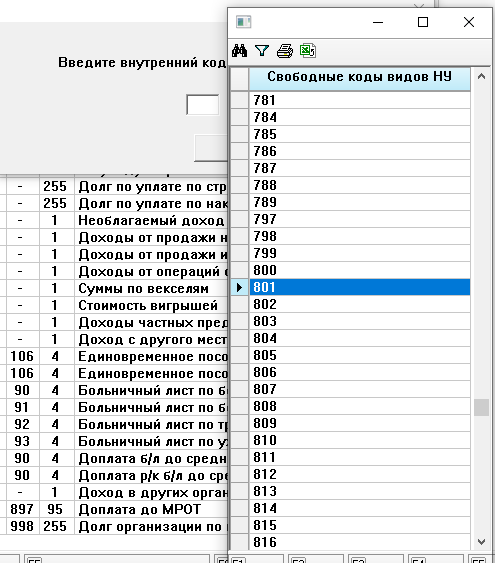 Введите внутренний код
Свободные коды видов НУ
781
784
785
786
787
788
789
797
798
799
800
801
802
803
804
805
806
807
808
809
810
811
812
813
814
815
816
- 255 Долг по уплате по стр
- 255 Долг по уплате по нак
- 1 Необлагаемый доход
- 1 Доходы от продажи н
- 1 Доходы от продажи и
- 1 Доходы от операций с
- 1 Суммы по векселям
- 1 Стоимость вигрышей
- 1 Доходы частных пред
- 1 Доход с другого мест
106 4 Единовременное посо
106 4 Единовременное посо
90 4 Больничный лист по бе
91 4 Больничный лист по бе
92 4 Больничный лист по тр
93 4 Больничный лист по ух
90 4 Доплата б/л до средн
90 4 Доплата р/к б/л до сре
- 1 Доход в других орган
897 95 Доплата до МРОТ
998 255 Долг организации по